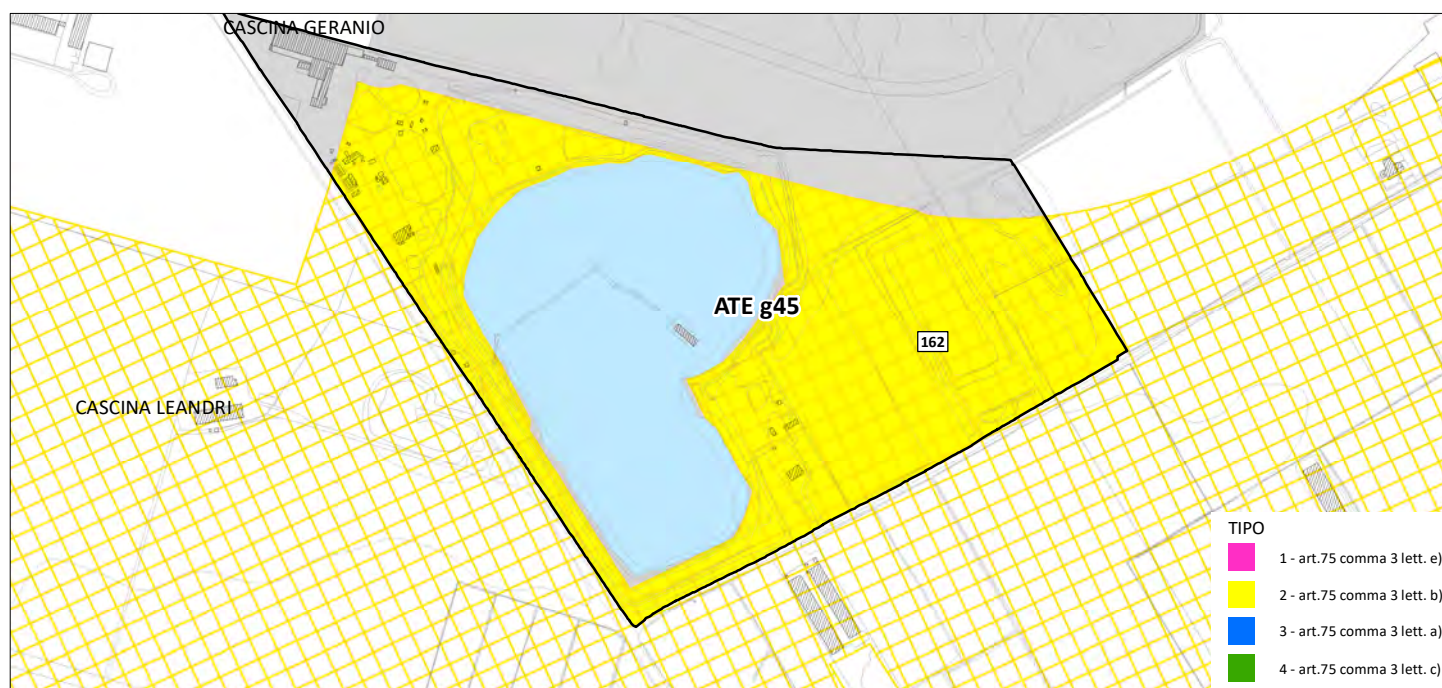 CASCINA GERANIO
ATE g45
162
CASCINA LEANDRI
TIPO
1 - art.75 comma 3 lett. e)
2 - art.75 comma 3 lett. b)
3 - art.75 comma 3 lett. a)
4 - art.75 comma 3 lett. c)